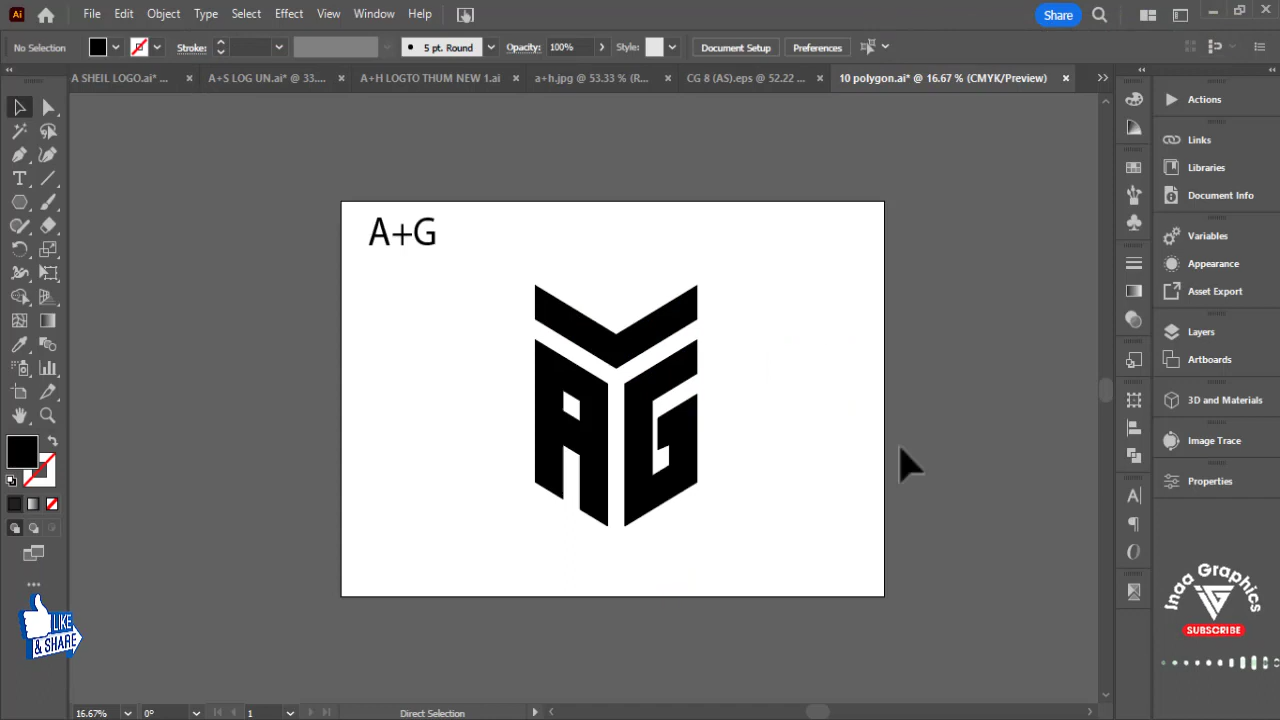 Ai File Edit Object Type Select Effect View Window Help Share
No Selection Stroke: 5 pt. Round Opacity: 100% Style: Document Setup Preferences
A SHEIL LOGO.ai* ... × A+S LOG UN.ai* @ 33.... × A+H LOGTO THUM NEW 1.ai × a+h.jpg @ 53.33 % (R... × CG 8 (AS).eps @ 52.22 ... × 10 polygon.ai* @ 16.67 % (CMYK/Preview) ×
Actions
Links
Libraries
Document Info
Variables
Appearance
Asset Export
Layers
Artboards
3D and Materials
Image Trace
Properties
A+G
AG
LIKE
& SHARE
Jnaa Graphics
SUBSCRIBE
16.67% 0° 1 Direct Selection